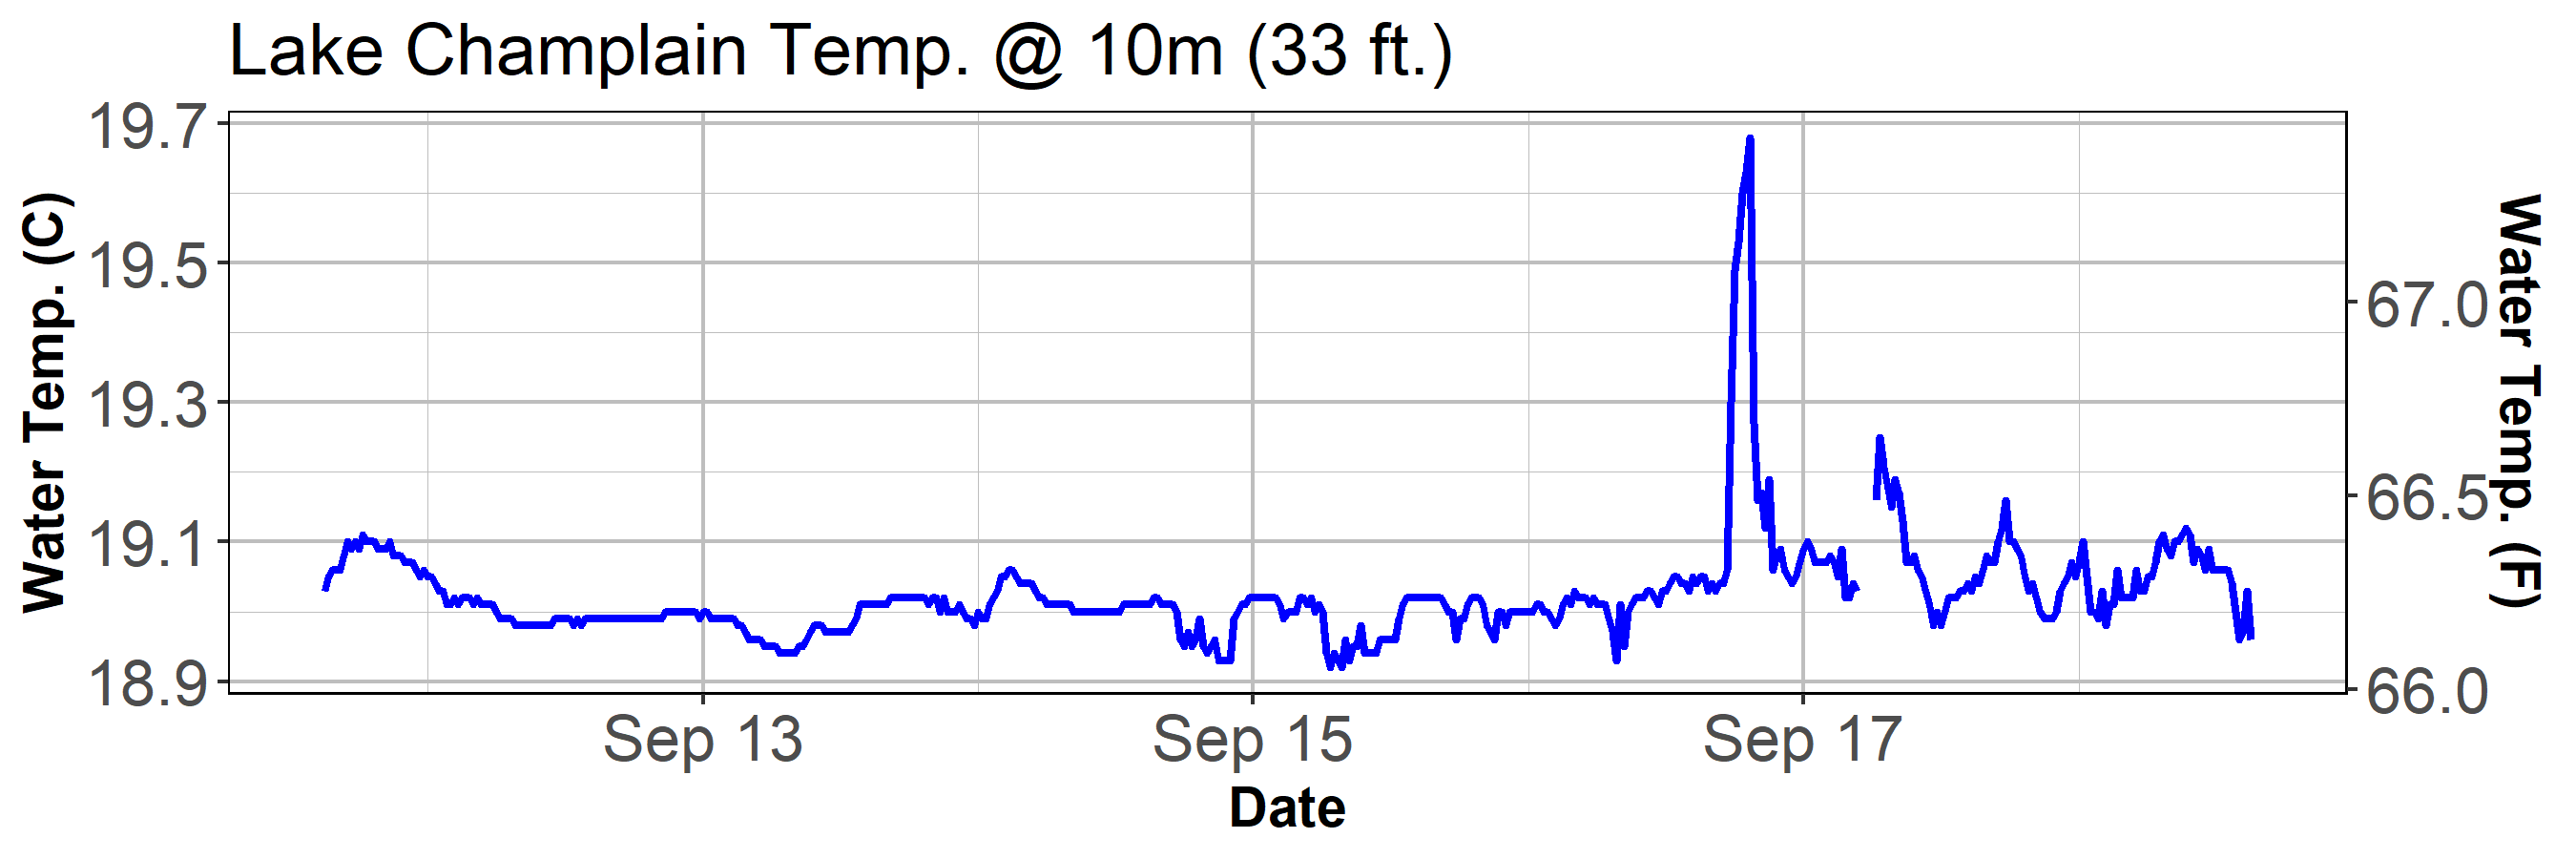 Lake Champlain Temp. @ 10m (33 ft.)
Water Temp. (C)
19.7
19.5
19.3
19.1
18.9
67.0
66.5
66.0
Water Temp. (F)
Sep 13
Sep 15
Sep 17
Date